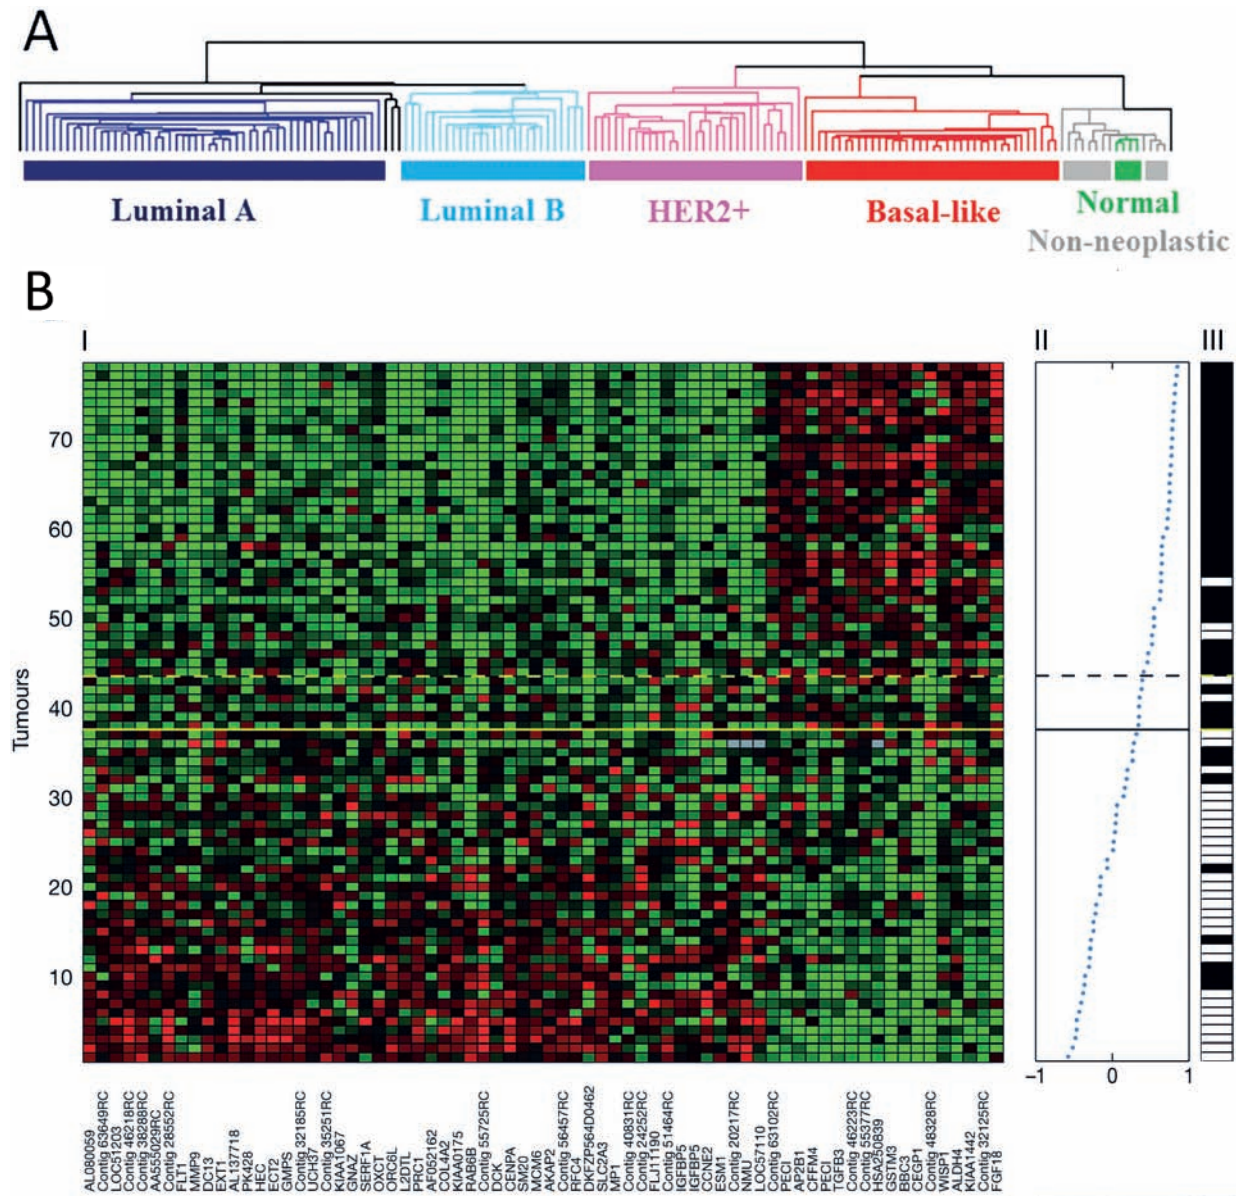 A
Luminal A
Luminal B
HER2+
Basal-like
Normal
Non-neoplastic
B
I
II
III
Tumours
70
60
50
40
30
20
10
−1
0
1
AL080059
Contig 63649RC
LOC51203
Contig 46218RC
Contig 38288RC
AA555029RC
Contig 28552RC
FLT1
MMP9
DC13
EXT1
AL137718
PK428
HEC
ECT2
GMPS
Contig 32185RC
UCH37
Contig 35251RC
KIAA1067
GNAZ
SERF1A
OXCT
ORC6L
L2DTL
PRC1
AF052162
COL4A2
KIAA0175
RAB6B
Contig 55725RC
DCK
CENPA
SM20
MCM6
AKAP2
Contig 56457RC
RFC4
DKFZP564D0462
SLC2A3
MP1
Contig 40831RC
Contig 24252RC
FLJ11190
Contig 51464RC
IGFBP5
IGFBP5
CCNE2
ESM1
Contig 20217RC
NMU
LOC57110
Contig 63102RC
PECI
AP2B1
CFFM4
PECI
TGFB3
Contig 46223RC
Contig 55377RC
HSA250839
GSTM3
BBC3
CEGP1
Contig 48328RC
WISP1
ALDH4
KIAA1442
Contig 32125RC
FGF18